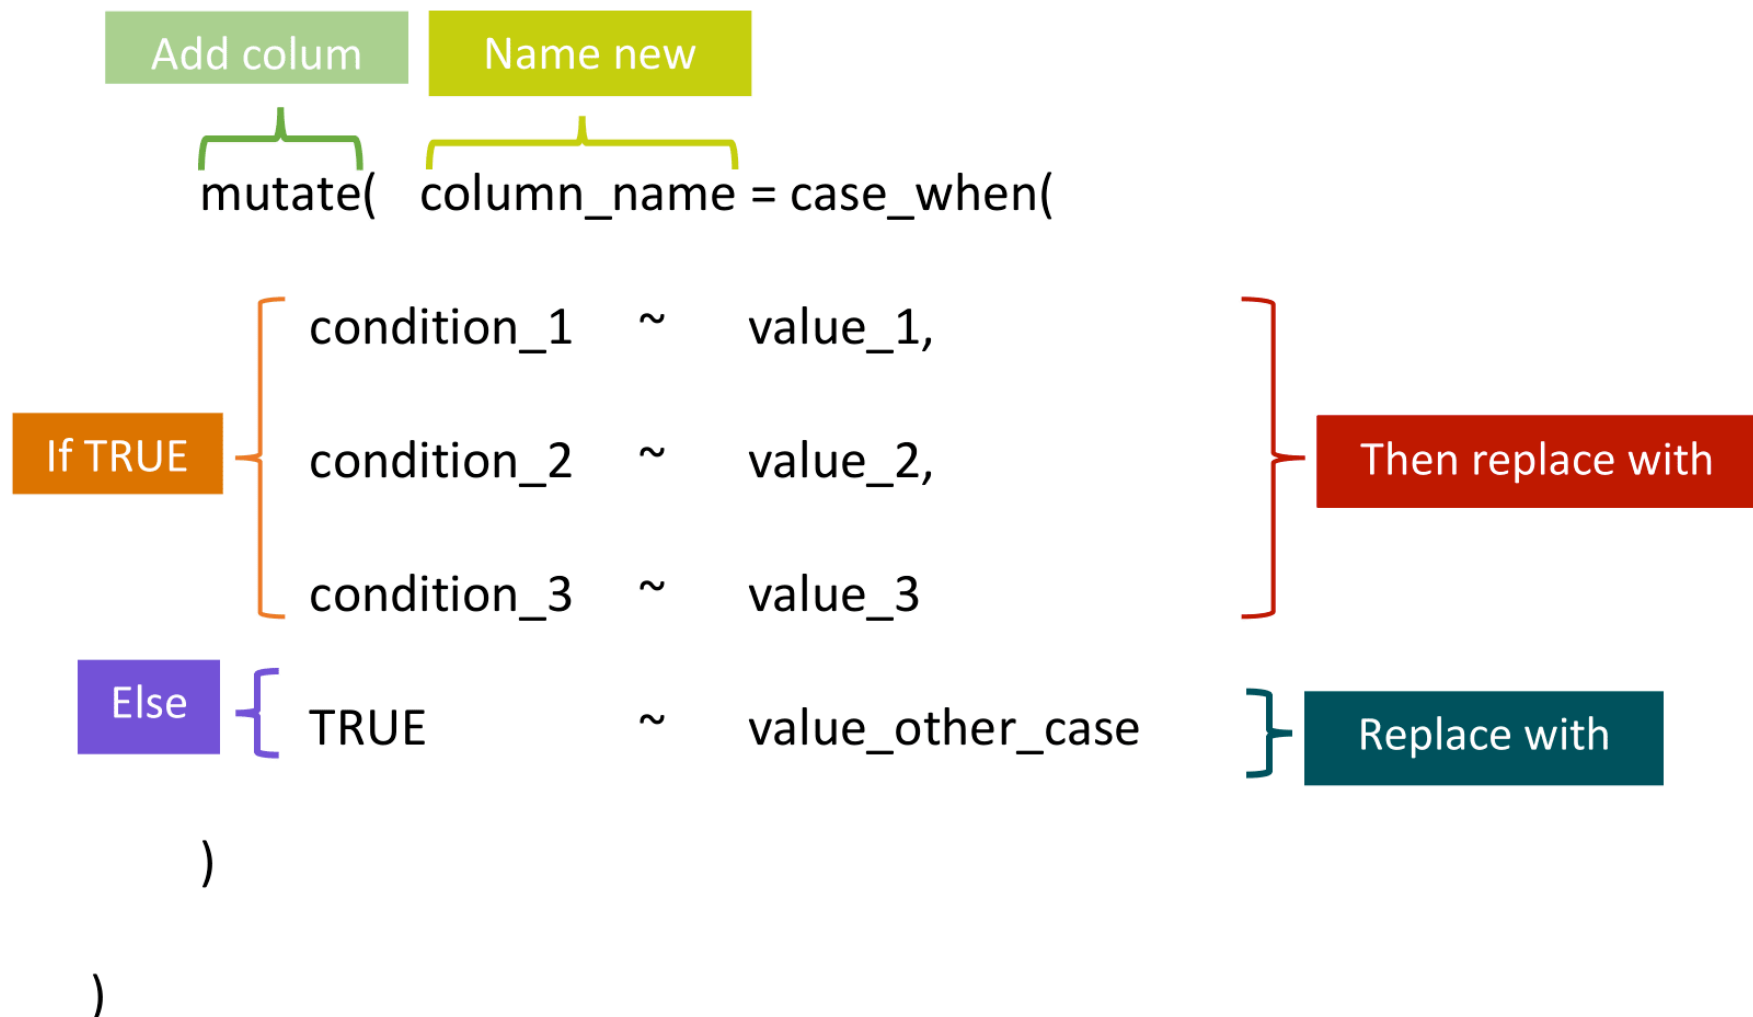 Add colum
Name new
mutate( column_name = case_when(
condition_1 ~ value_1,
If TRUE
condition_2 ~ value_2,
Then replace with
condition_3 ~ value_3
Else
TRUE ~ value_other_case
Replace with
)
)